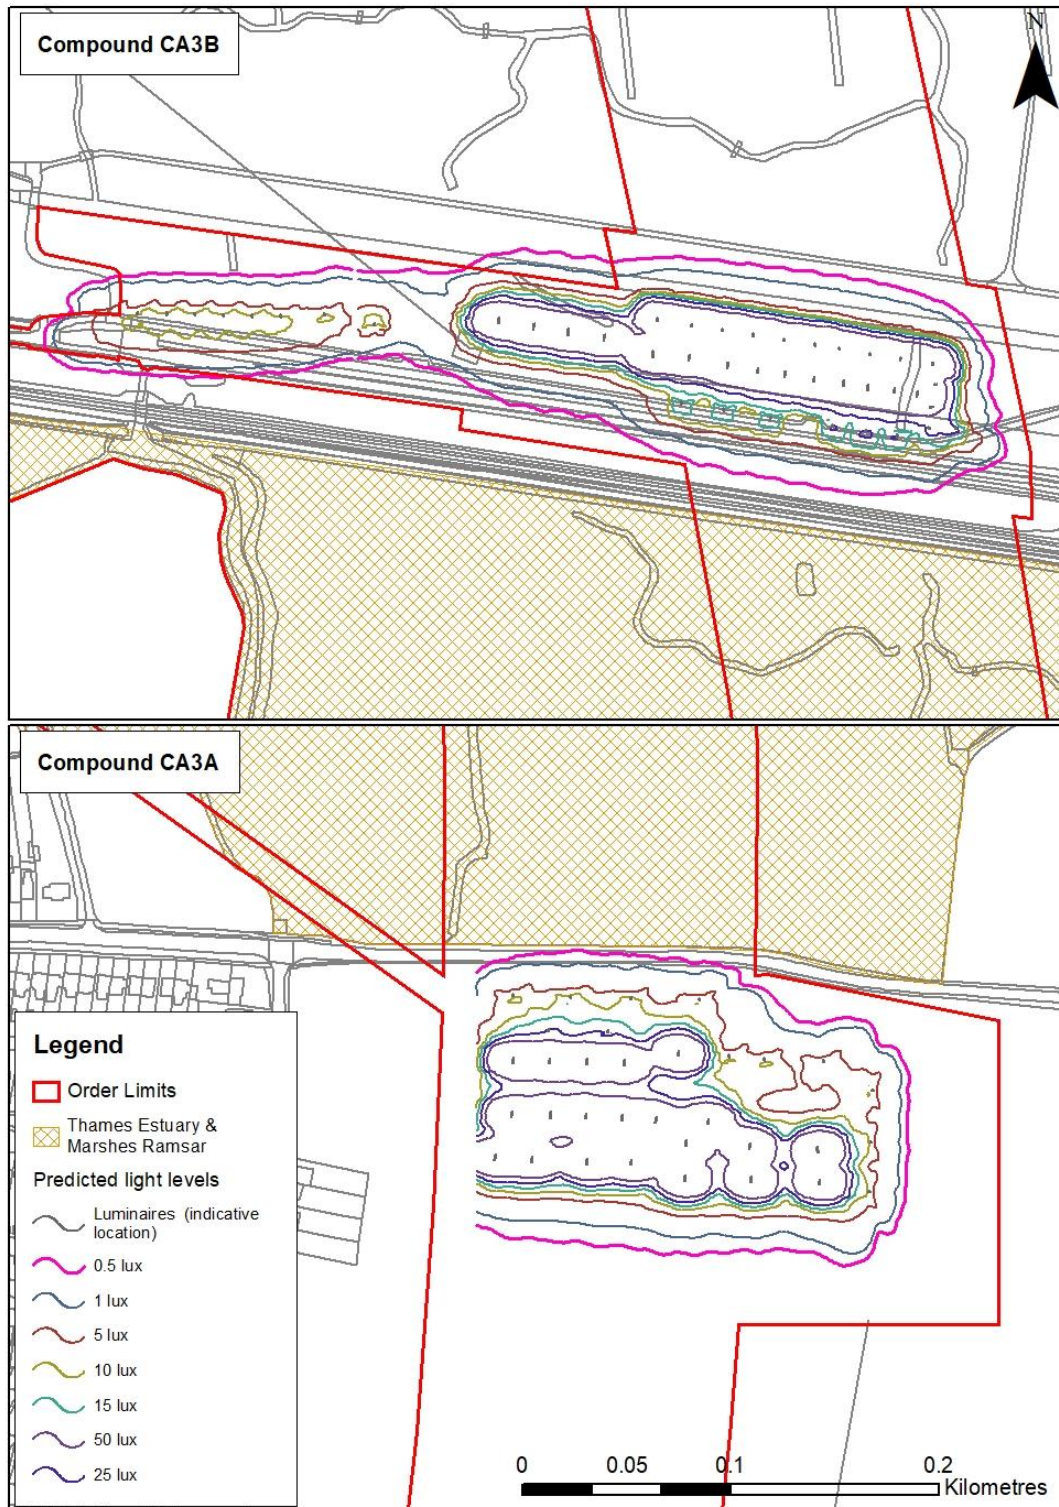 Compound CA3B
N
Compound CA3A
Legend
Order Limits
Thames Estuary &
Marshes Ramsar
Predicted light levels
Luminaires (indicative
location)
0.5 lux
1 lux
5 lux
10 lux
15 lux
50 lux
25 lux
0 0.05 0.1 0.2
Kilometres